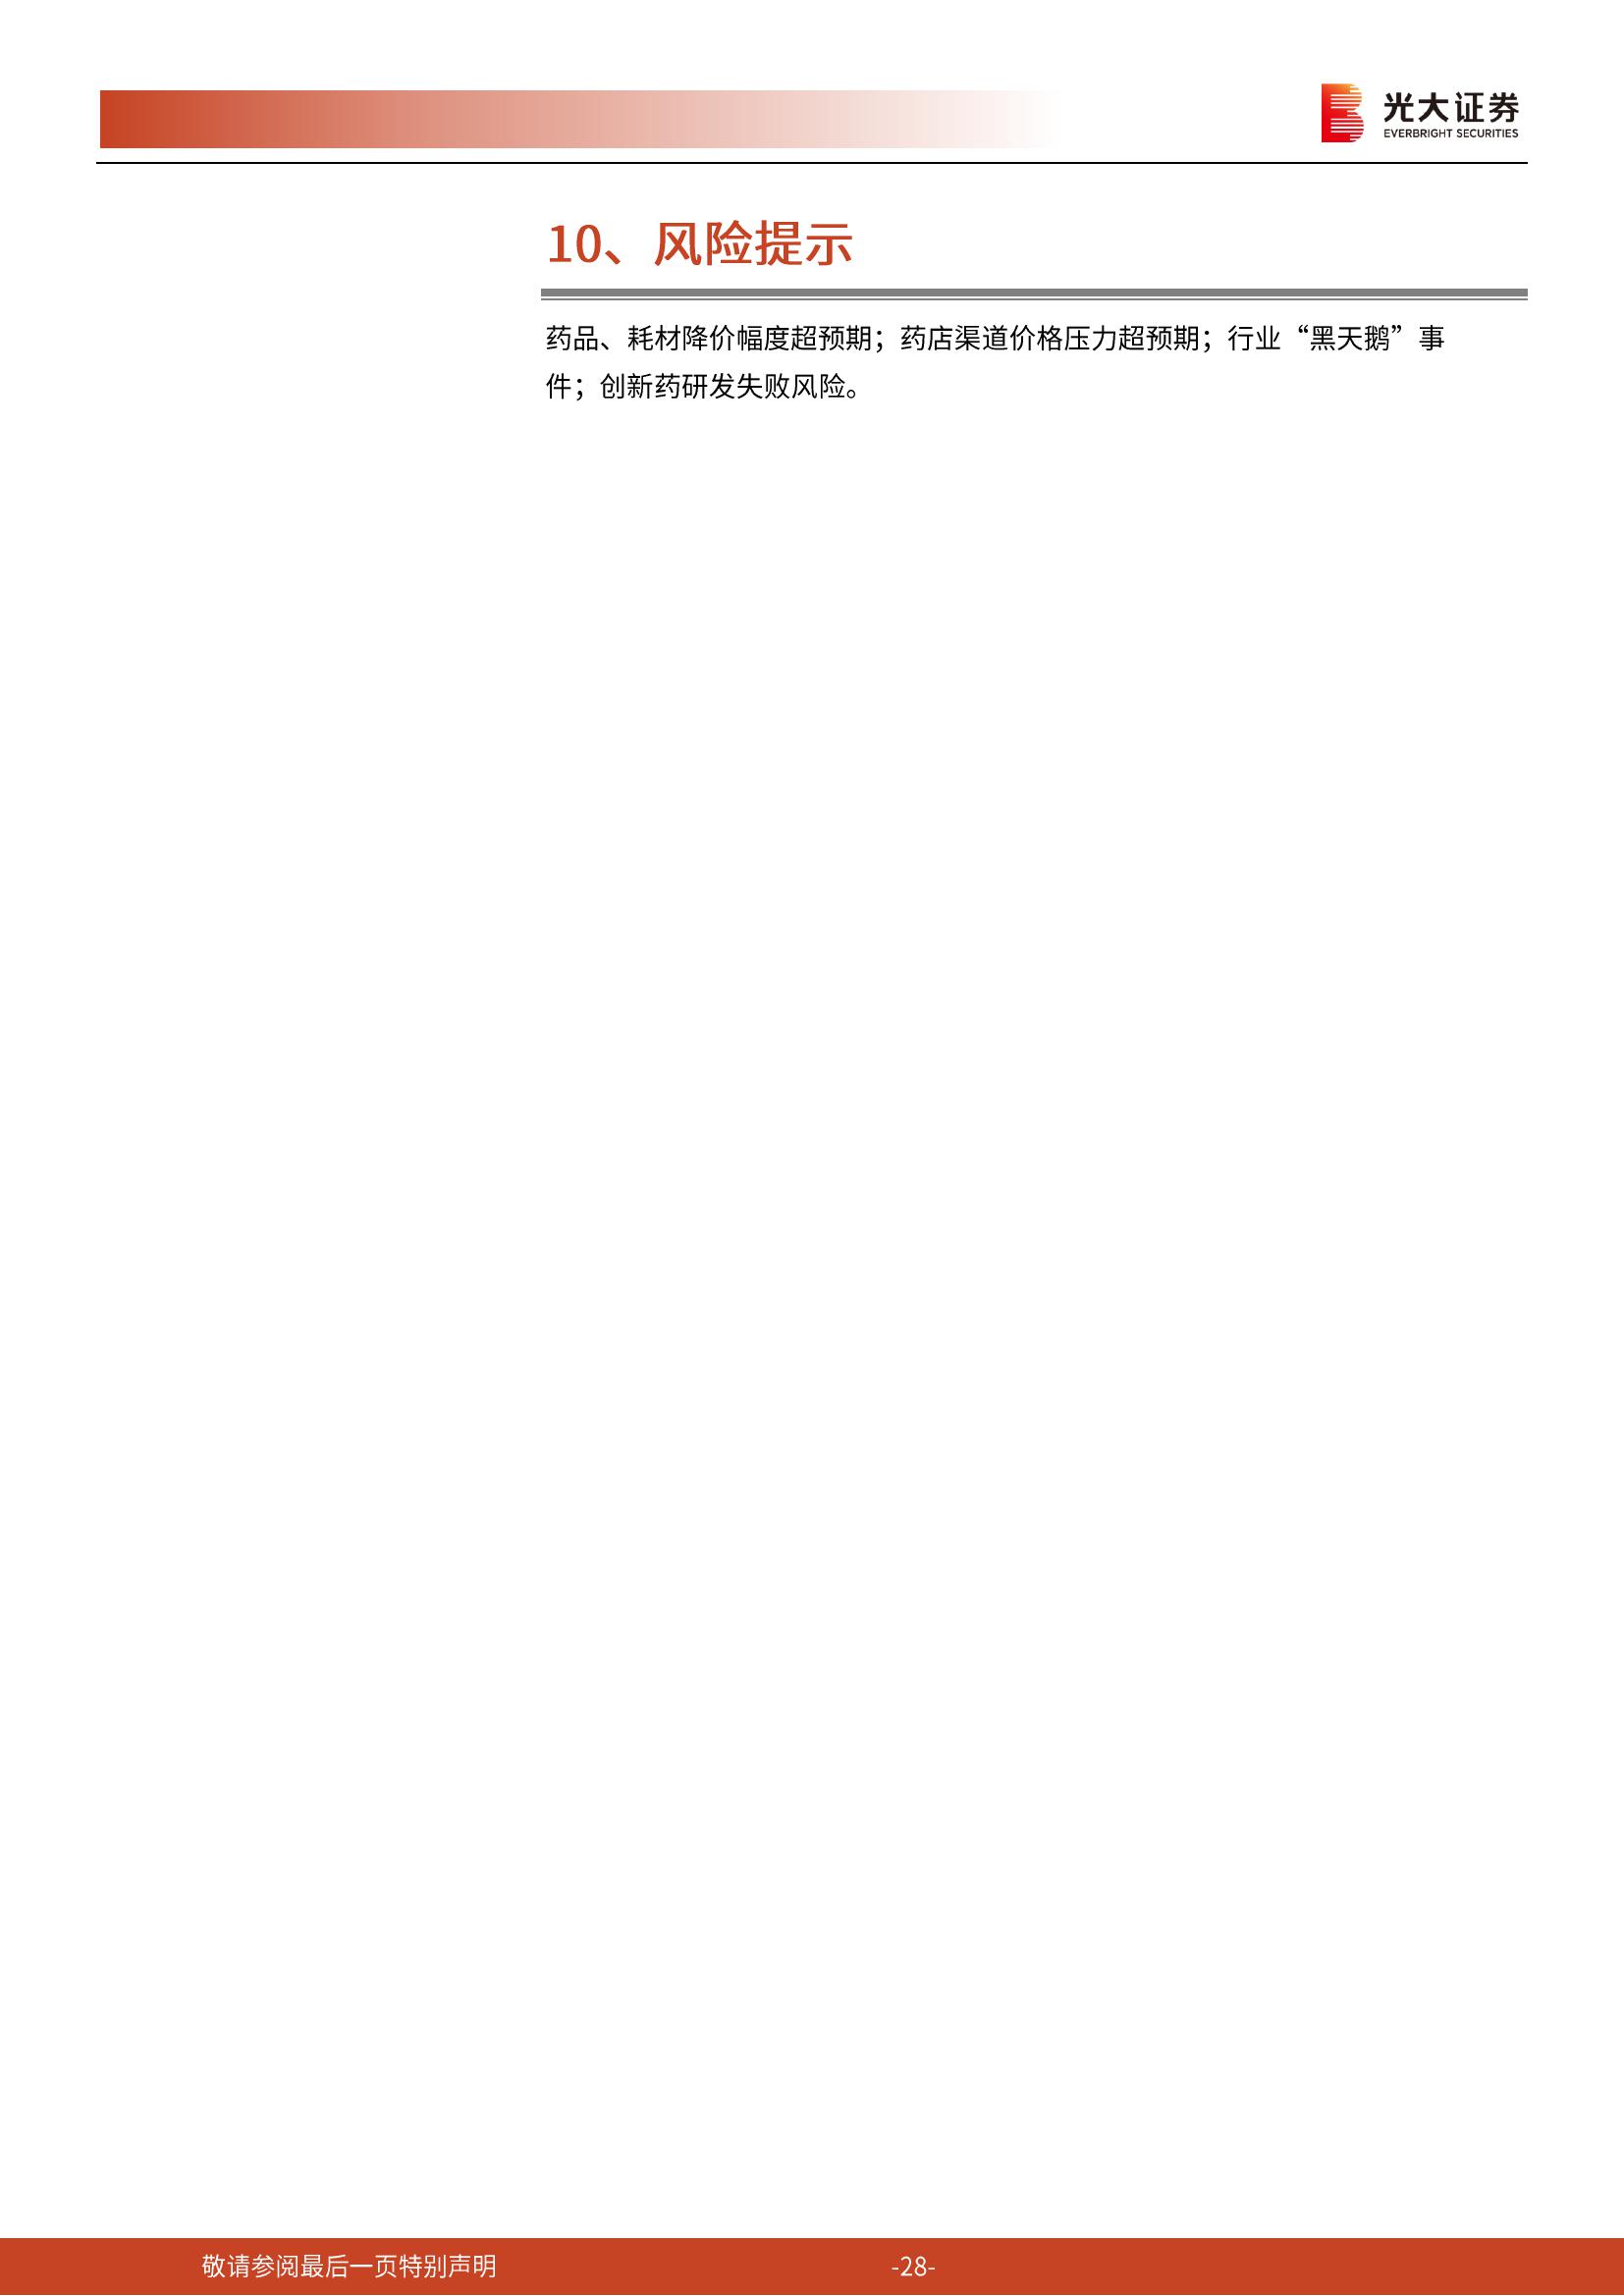 光大证券
EVERBRIGHT SECURITIES
10、风险提示
药品、耗材降价幅度超预期；药店渠道价格压力超预期；行业“黑天鹅”事
件；创新药研发失败风险。
敬请参阅最后一页特别声明
-28-